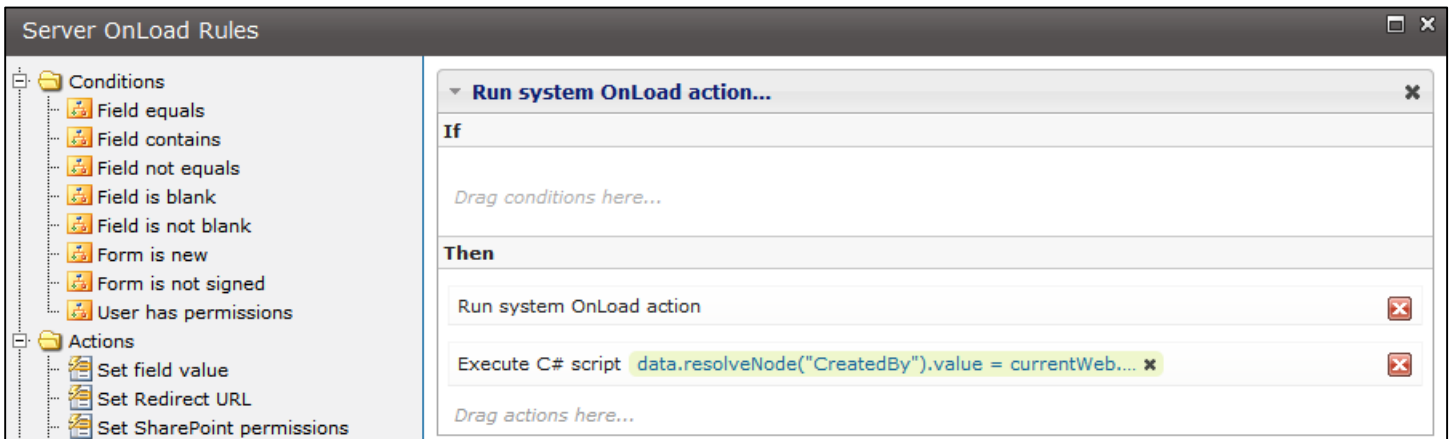 Server OnLoad Rules
Conditions
Field equals
Field contains
Field not equals
Field is blank
Field is not blank
Form is new
Form is not signed
User has permissions
Actions
Set field value
Set Redirect URL
Set SharePoint permissions
Run system OnLoad action...
If
Drag conditions here...
Then
Run system OnLoad action
Execute C# script data.resolveNode("CreatedBy").value = currentWeb....
Drag actions here...